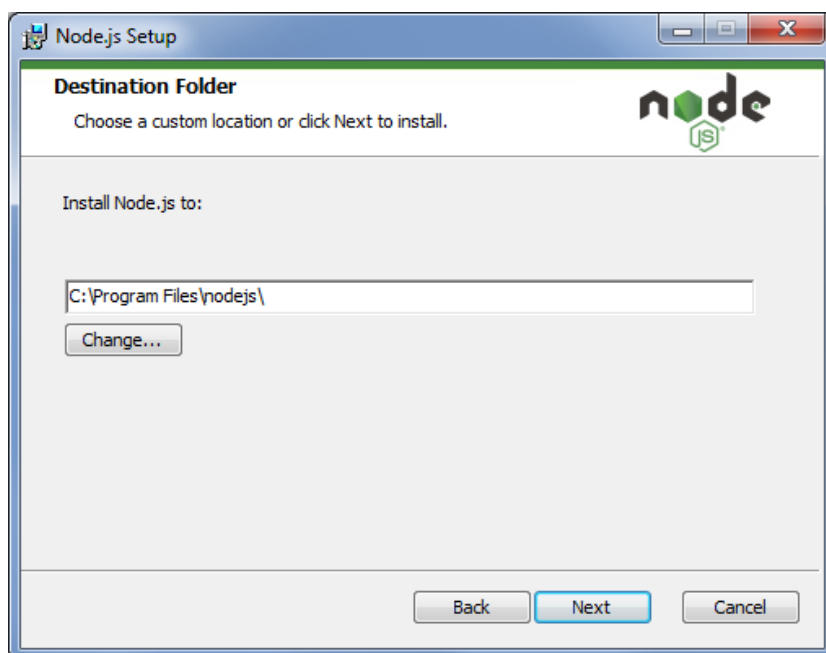 Node.js Setup
Destination Folder
Choose a custom location or click Next to install.
node
JS
Install Node.js to:
C:\Program Files\nodejs\
Change...
Back Next Cancel